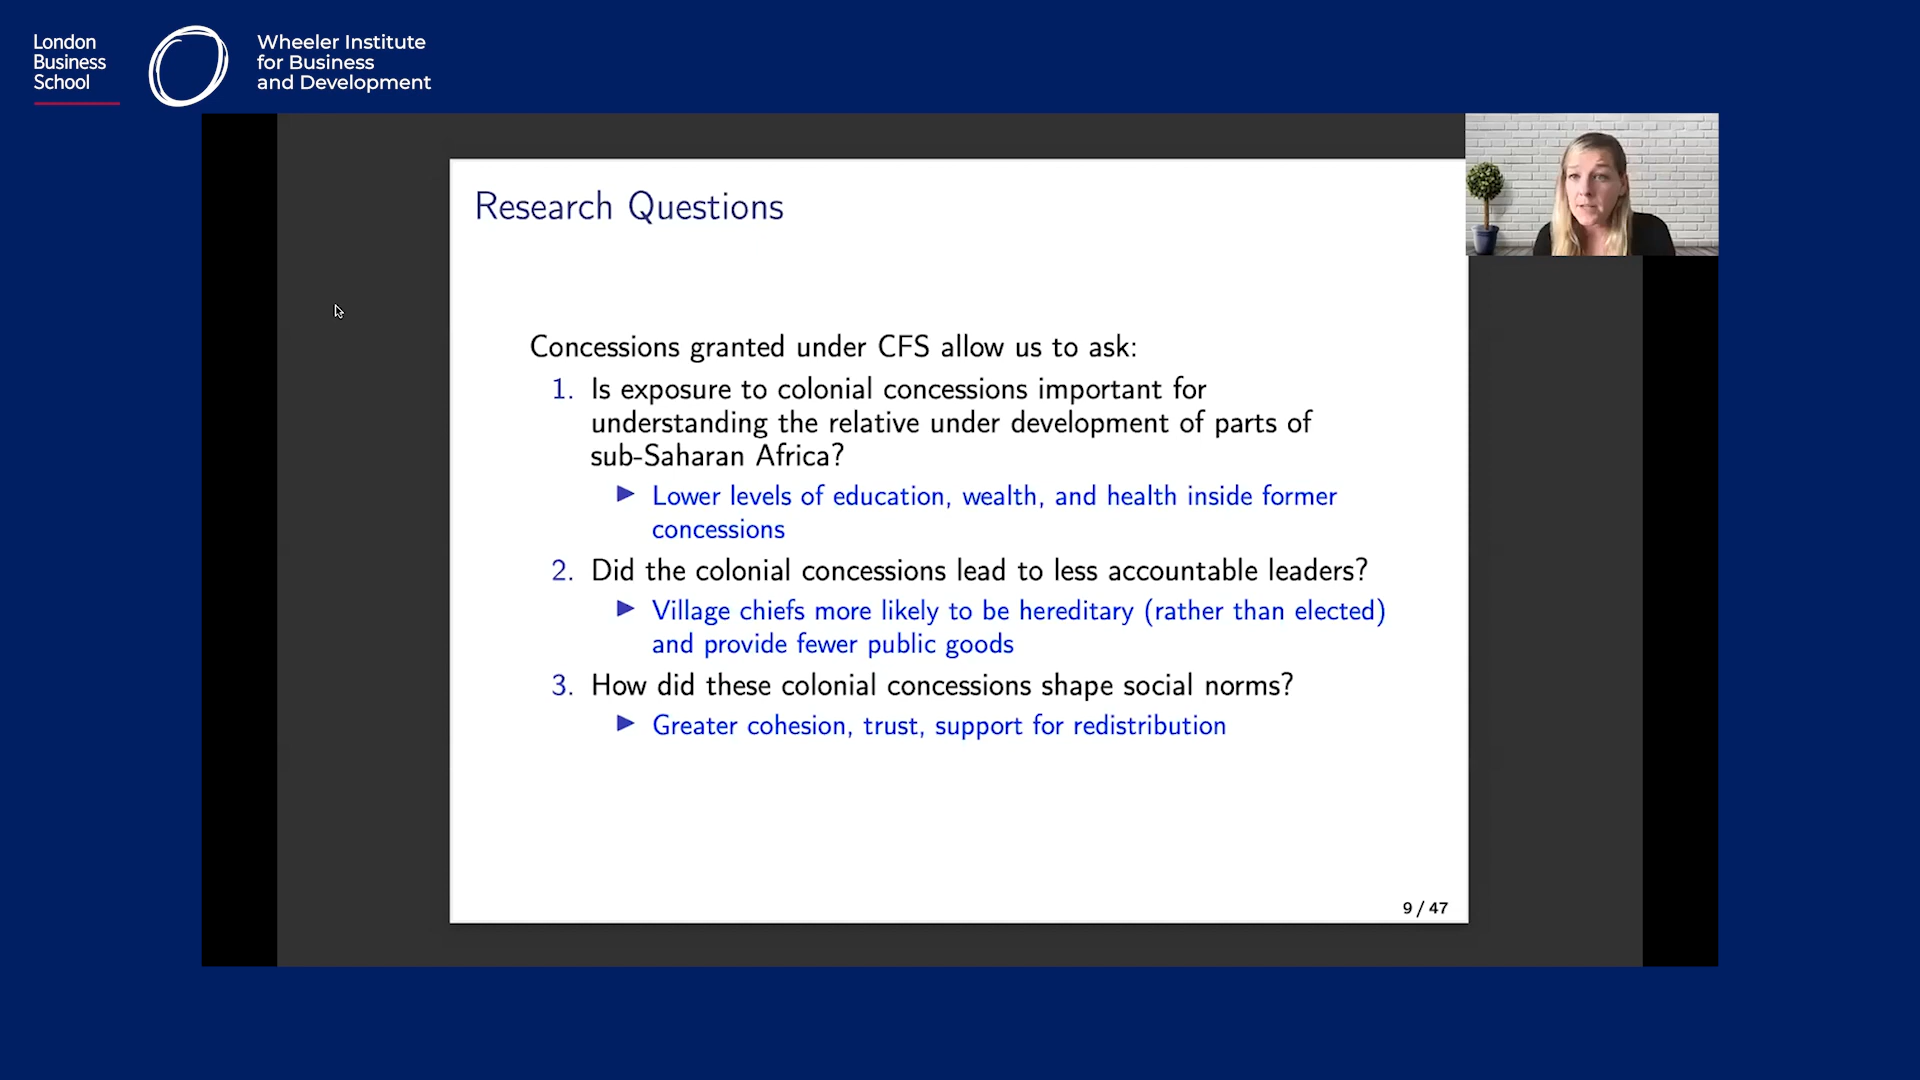 London
Business
School
Wheeler Institute
for Business
and Development
Research Questions
Concessions granted under CFS allow us to ask:
1. Is exposure to colonial concessions important for
understanding the relative under development of parts of
sub-Saharan Africa?
▶ Lower levels of education, wealth, and health inside former
concessions
2. Did the colonial concessions lead to less accountable leaders?
▶ Village chiefs more likely to be hereditary (rather than elected)
and provide fewer public goods
3. How did these colonial concessions shape social norms?
▶ Greater cohesion, trust, support for redistribution
9 / 47